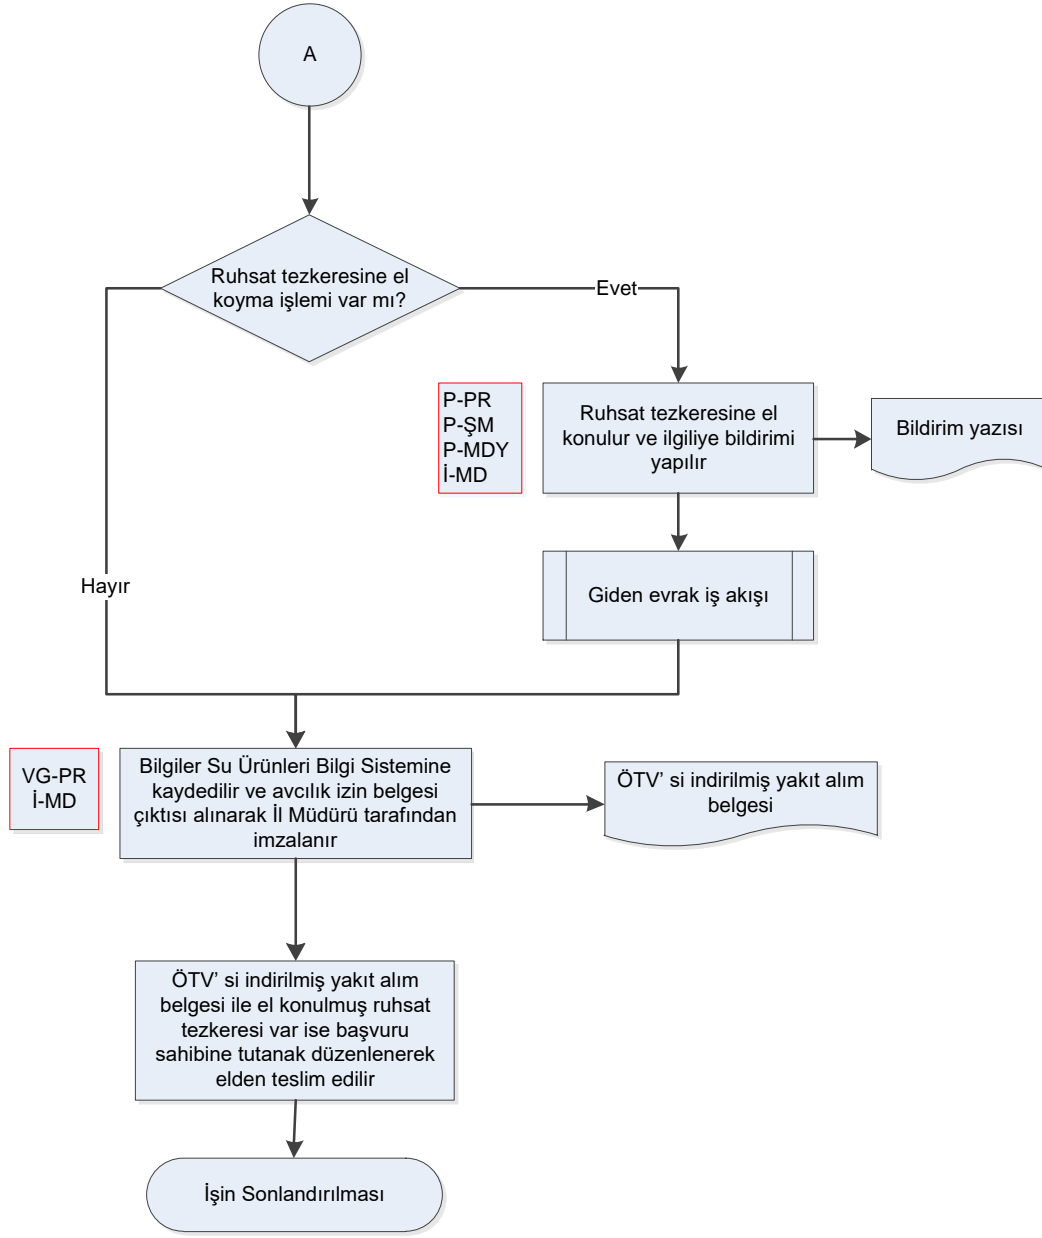 A
Ruhsat tezkeresine el
koyma işlemi var mı?
Evet
P-PR
P-ŞM
P-MDY
İ-MD
Ruhsat tezkeresine el
konulur ve ilgiliye bildirimi
yapılır
Bildirim yazısı
Hayır
Giden evrak iş akışı
VG-PR
İ-MD
Bilgiler Su Ürünleri Bilgi Sistemine
kaydedilir ve avcılık izin belgesi
çıktısı alınarak İl Müdürü tarafından
imzalanır
ÖTV’ si indirilmiş yakıt alım
belgesi
ÖTV’ si indirilmiş yakıt alım
belgesi ile el konulmuş ruhsat
tezkeresi var ise başvuru
sahibine tutanak düzenlenerek
elden teslim edilir
İşin Sonlandırılması